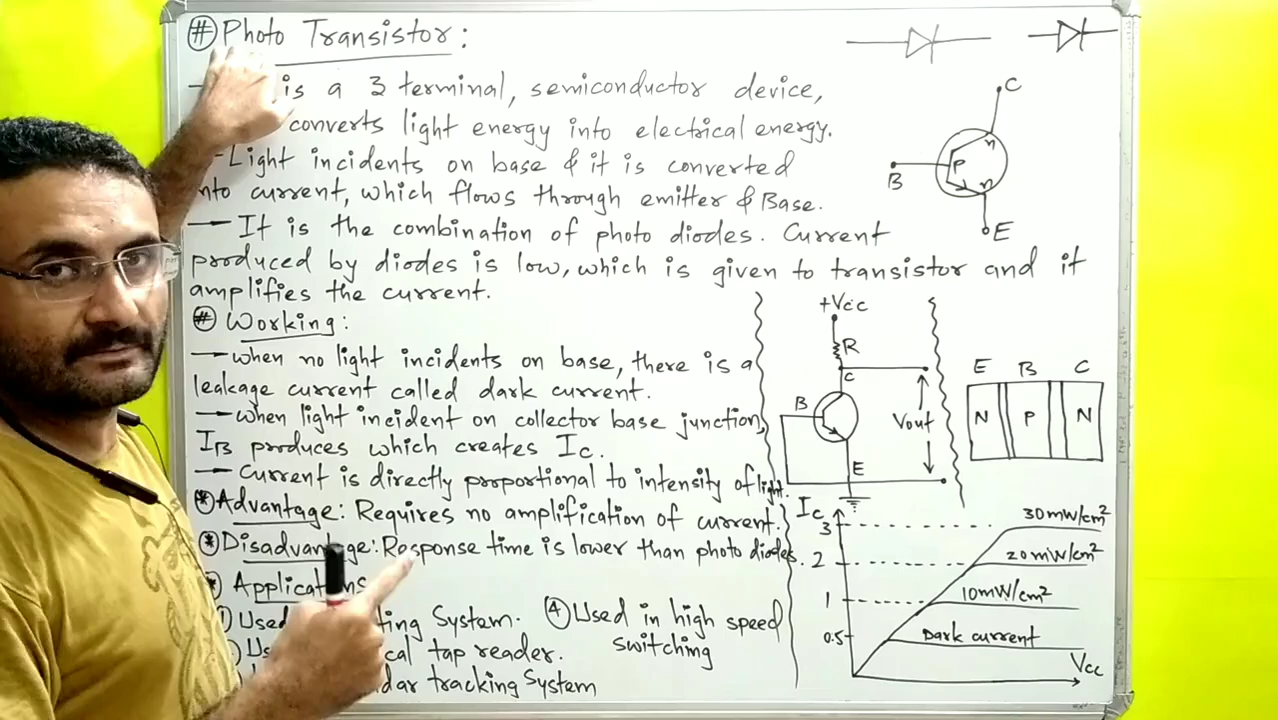 # Photo Transistor:
is a 3 terminal, semiconductor device,
converts light energy into electrical energy.
- Light incidents on base & it is converted
nto current, which flows through emitter & Base.
→ It is the combination of photo diodes. Current
produced by diodes is low, which is given to transistor and it
amplifies the current.
# Working:
→ when no light incidents on base, there is a
leakage current called dark current.
→ when light incident on collector base junction,
IB produces which creates Ic.
→ Current is directly proportional to intensity of light.
* Advantage: Requires no amplification of current.
* Disadvantage: Response time is lower than photo diodes.
* Applications
) Used ting System.
) Us cal tap reader.
dar tracking System
④ Used in high speed
switching
C
n
B
P
n
E
+Vcc
R
C
B
Vout
E
E B C
N P N
Ic
3
30mW/cm²
2
20mW/cm²
1
10mW/cm²
0.5
Dark current
Vcc